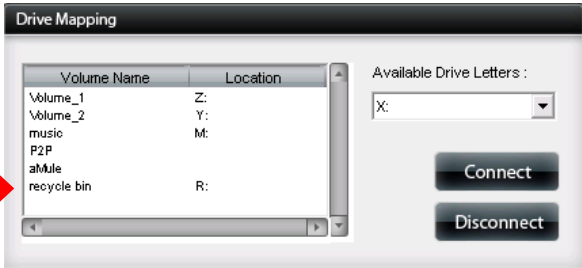 Drive Mapping
Volume Name Location
Volume_1 Z:
Volume_2 Y:
music M:
P2P
aMule
recycle bin R:
Available Drive Letters :
X:
Connect
Disconnect